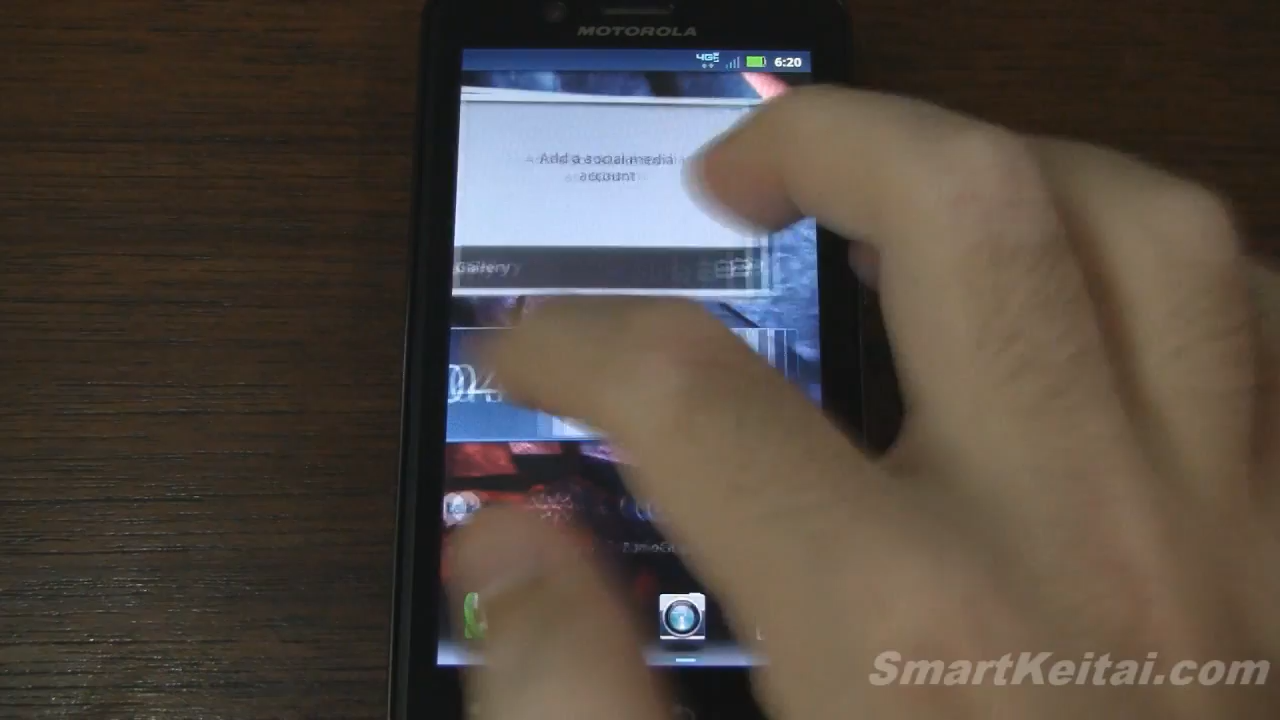 MOTOROLA
4G 6:20
Add a social media
account
Gallery
SmartKeitai.com